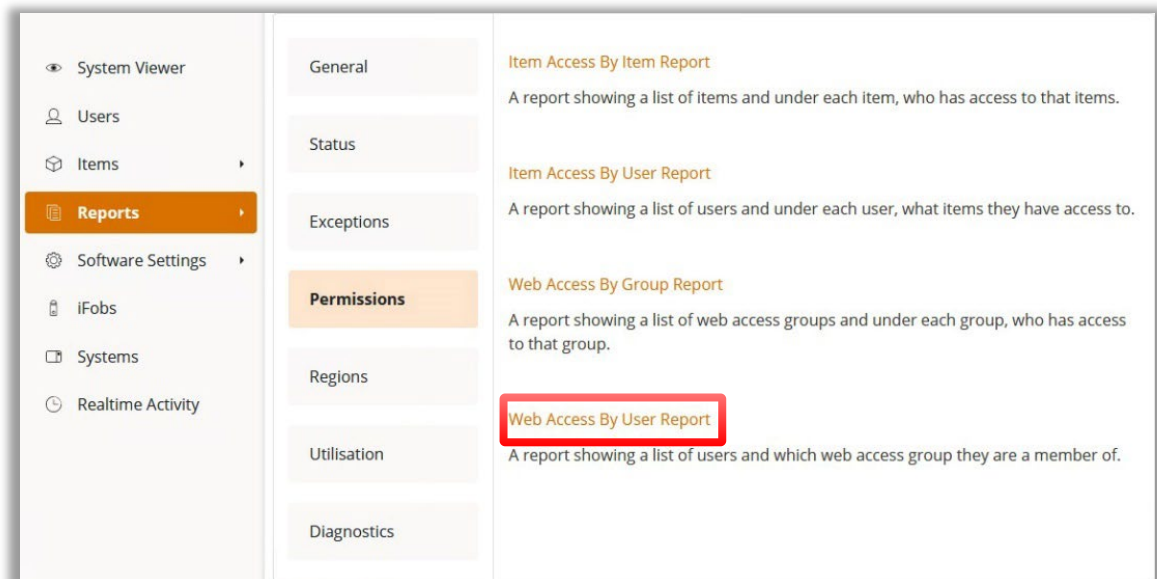 System Viewer
Users
Items
Reports
Software Settings
iFobs
Systems
Realtime Activity
General
Status
Exceptions
Permissions
Regions
Utilisation
Diagnostics
Item Access By Item Report
A report showing a list of items and under each item, who has access to that items.
Item Access By User Report
A report showing a list of users and under each user, what items they have access to.
Web Access By Group Report
A report showing a list of web access groups and under each group, who has access
to that group.
Web Access By User Report
A report showing a list of users and which web access group they are a member of.